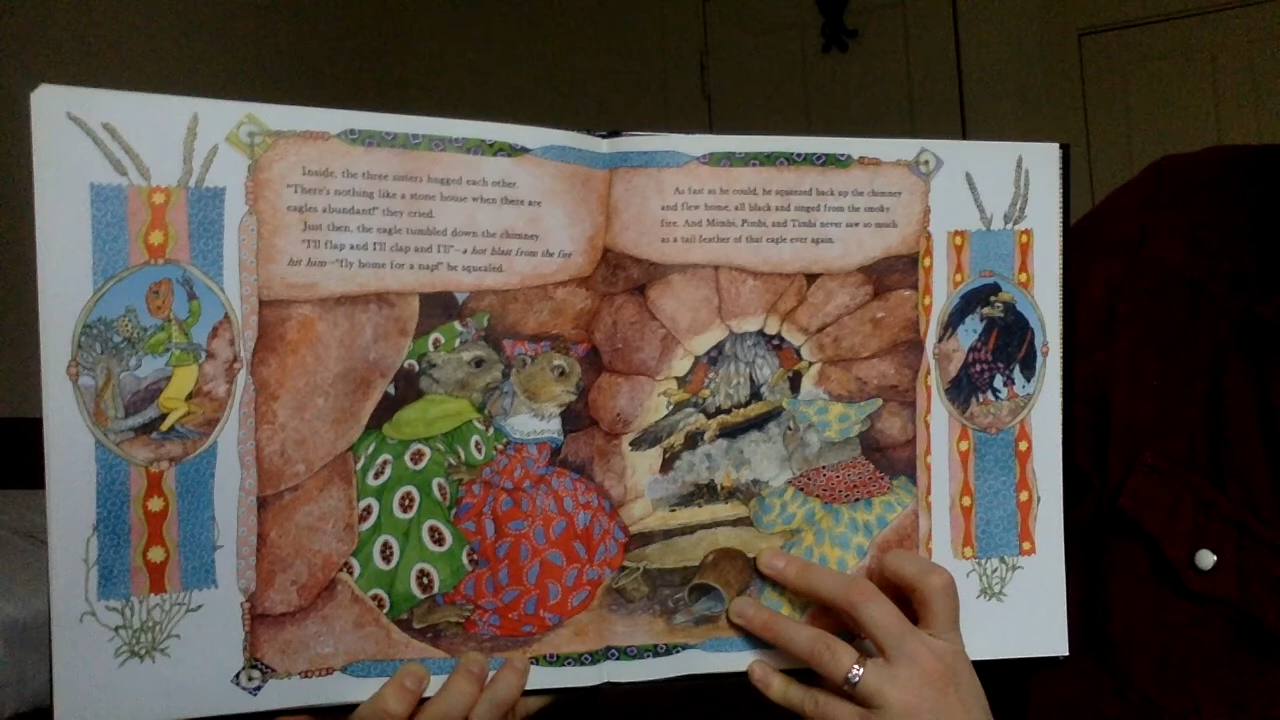 Inside, the three sisters hugged each other.
"There's nothing like a stone house when there are
eagles abundant!" they cried.
Just then, the eagle tumbled down the chimney.
"I'll flap and I'll clap and I'll"—a hot blast from the fire
hit him—"fly home for a nap!" he squealed.
As fast as he could, he squeezed back up the chimney
and flew home, all black and singed from the smoky
fire. And Mimbi, Pimbi, and Timbi never saw so much
as a tail feather of that eagle ever again.